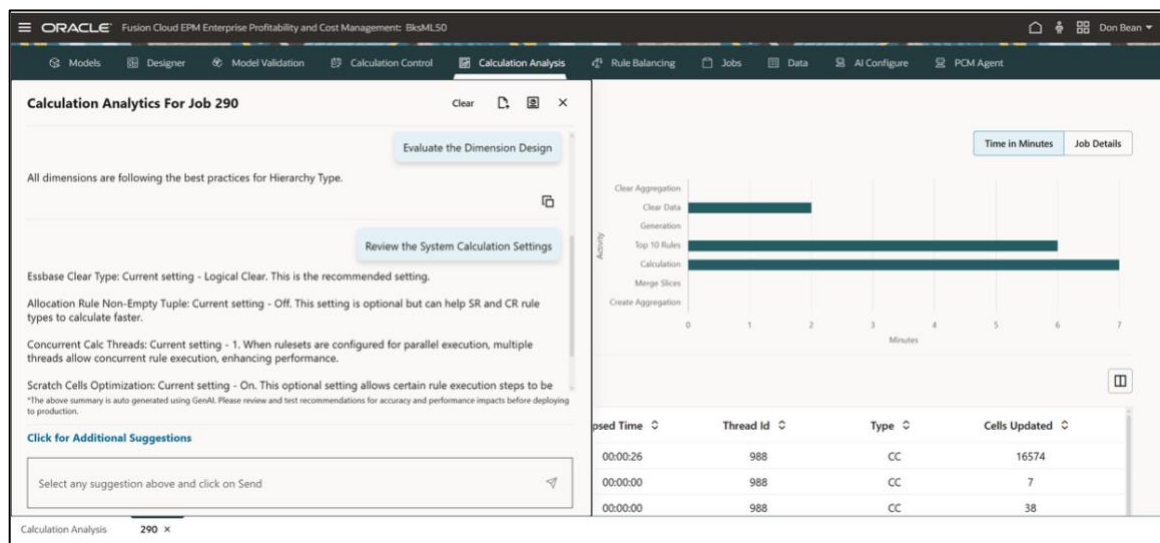 ORACLE Fusion Cloud EPM Enterprise Profitability and Cost Management: BksML50 Don Bean
Models Designer Model Validation Calculation Control Calculation Analysis Rule Balancing Jobs Data AI Configure PCM Agent
Calculation Analytics For Job 290 Clear
Evaluate the Dimension Design
All dimensions are following the best practices for Hierarchy Type.
Review the System Calculation Settings
Essbase Clear Type: Current setting - Logical Clear. This is the recommended setting.
Allocation Rule Non-Empty Tuple: Current setting - Off. This setting is optional but can help SR and CR rule
types to calculate faster.
Concurrent Calc Threads: Current setting - 1. When rulesets are configured for parallel execution, multiple
threads allow concurrent rule execution, enhancing performance.
Scratch Cells Optimization: Current setting - On. This optional setting allows certain rule execution steps to be
*The above summary is auto generated using GenAI. Please review and test recommendations for accuracy and performance impacts before deploying
to production.
Click for Additional Suggestions
Select any suggestion above and click on Send
Time in Minutes Job Details
Activity
Clear Aggregation
Clear Data
Generation
Top 10 Rules
Calculation
Merge Slices
Create Aggregation
0 1 2 3 4 5 6 7
Minutes
psed Time Thread Id Type Cells Updated
00:00:26 988 CC 16574
00:00:00 988 CC 7
00:00:00 988 CC 38
Calculation Analysis 290 ×